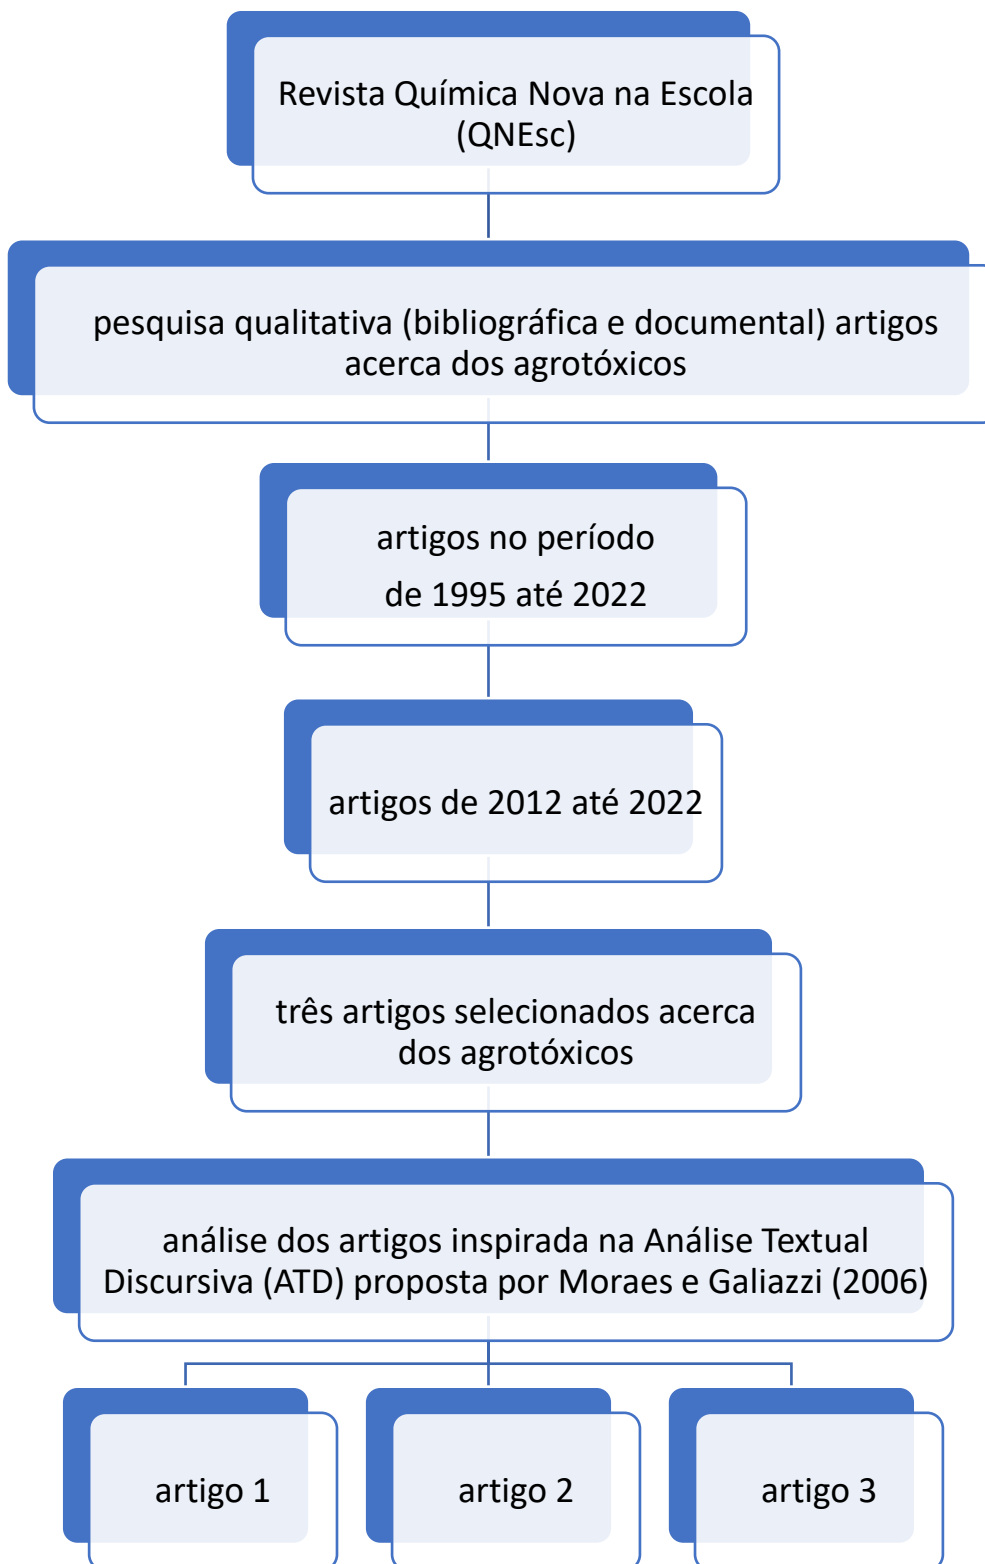 Revista Química Nova na Escola
(QNEsc)
pesquisa qualitativa (bibliográfica e documental) artigos
acerca dos agrotóxicos
artigos no período
de 1995 até 2022
artigos de 2012 até 2022
três artigos selecionados acerca
dos agrotóxicos
análise dos artigos inspirada na Análise Textual
Discursiva (ATD) proposta por Moraes e Galiazzi (2006)
artigo 1
artigo 2
artigo 3